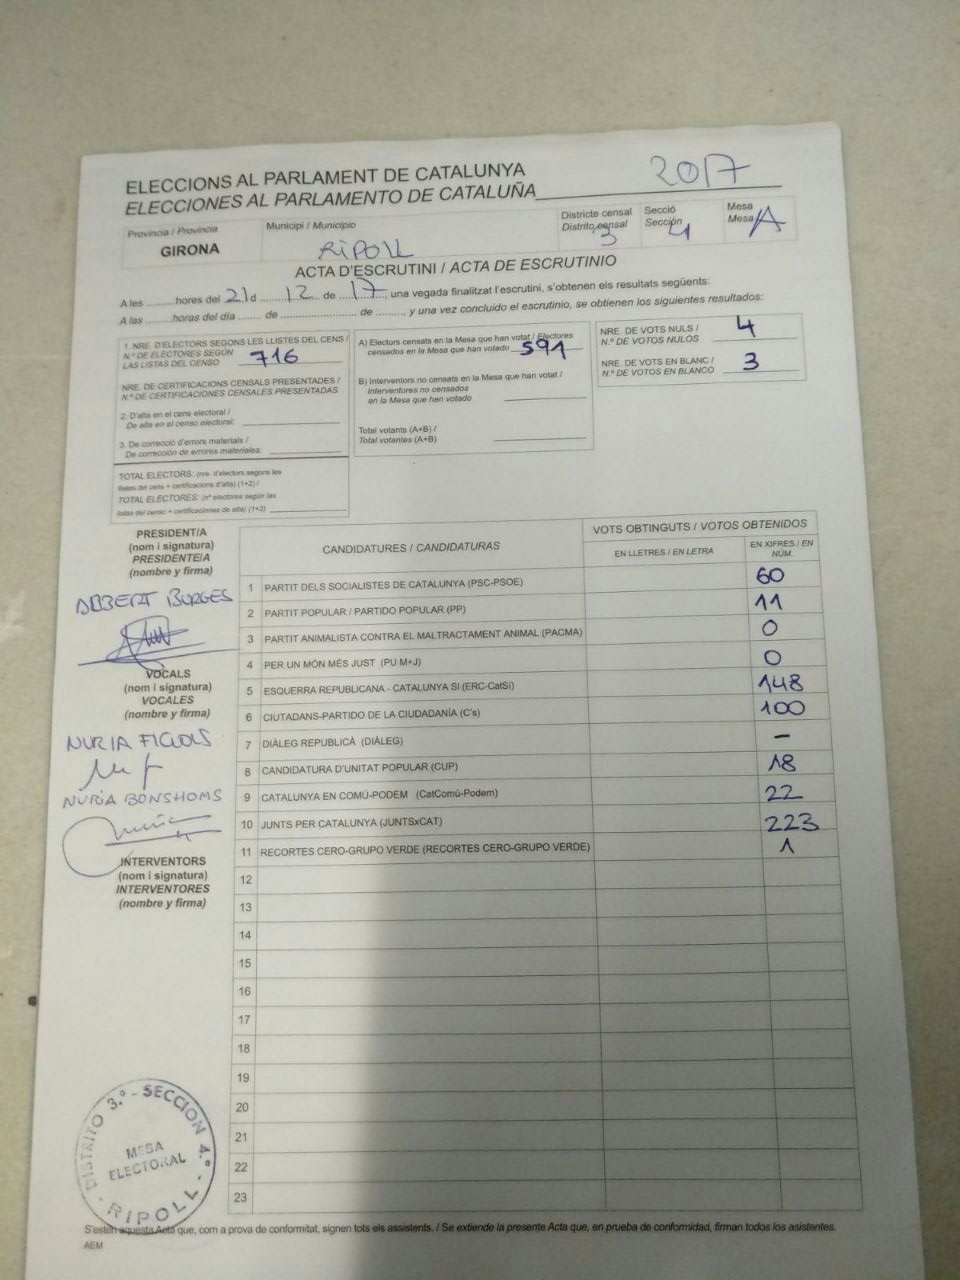 ELECCIONS AL PARLAMENT DE CATALUNYA
ELECCIONES AL PARLAMENTO DE CATALUÑA 2017
Província / Provincia
GIRONA
Municipi / Municipio
RIPOLL
Districte censal
Distrito censal
3
Secció
Sección
4
Mesa
Mesa
A
ACTA D'ESCRUTINI / ACTA DE ESCRUTINIO
A les ......... hores del 21 d ... 12 ... de ... 17 ..., una vegada finalitzat l'escrutini, s'obtenen els resultats següents:
A las ......... horas del día ......... de ......... de ........., y una vez concluido el escrutinio, se obtienen los siguientes resultados:
1. NRE. D'ELECTORS SEGONS LES LLISTES DEL CENS /
N.º DE ELECTORES SEGÚN
LAS LISTAS DEL CENSO 716
NRE. DE CERTIFICACIONS CENSALS PRESENTADES /
N.º DE CERTIFICACIONES CENSALES PRESENTADAS
2. D'alta en el cens electoral /
De alta en el censo electoral:
3. De correcció d'errors materials /
De corrección de errores materiales:
TOTAL ELECTORS: (nre. d'electors segons les
llistes del cens + certificacions d'alta) (1+2) /
TOTAL ELECTORES: (nº electores según las
listas del censo + certificaciones de alta) (1+2)
A) Electors censats en la Mesa que han votat / Electores
censados en la Mesa que han votado 591
B) Interventors no censats en la Mesa que han votat /
Interventores no censados
en la Mesa que han votado
Total votants (A+B) /
Total votantes (A+B)
NRE. DE VOTS NULS /
N.º DE VOTOS NULOS 4
NRE. DE VOTS EN BLANC /
N.º DE VOTOS EN BLANCO 3
PRESIDENT/A
(nom i signatura)
PRESIDENTE/A
(nombre y firma)
ALBERT BURGES
VOCALS
(nom i signatura)
VOCALES
(nombre y firma)
NURIA FIGOLS
NURIA BONSHOMS
INTERVENTORS
(nom i signatura)
INTERVENTORES
(nombre y firma)
CANDIDATURES / CANDIDATURAS
VOTS OBTINGUTS / VOTOS OBTENIDOS
EN LLETRES / EN LETRA
EN XIFRES / EN NÚM.
1 PARTIT DELS SOCIALISTES DE CATALUNYA (PSC-PSOE) 60
2 PARTIT POPULAR / PARTIDO POPULAR (PP) 11
3 PARTIT ANIMALISTA CONTRA EL MALTRACTAMENT ANIMAL (PACMA) 0
4 PER UN MÓN MÉS JUST (PU M+J) 0
5 ESQUERRA REPUBLICANA - CATALUNYA SÍ (ERC-CatSí) 148
6 CIUTADANS-PARTIDO DE LA CIUDADANÍA (C's) 100
7 DIÀLEG REPUBLICÀ (DIÀLEG) -
8 CANDIDATURA D'UNITAT POPULAR (CUP) 18
9 CATALUNYA EN COMÚ-PODEM (CatComú-Podem) 22
10 JUNTS PER CATALUNYA (JUNTSxCAT) 223
11 RECORTES CERO-GRUPO VERDE (RECORTES CERO-GRUPO VERDE) 1
12
13
14
15
16
17
18
19
20
21
22
23
DISTRITO 3.º - SECCION 4.º
MESA
ELECTORAL
- RIPOLL -
S'estén aquesta Acta que, com a prova de conformitat, signen tots els assistents. / Se extiende la presente Acta que, en prueba de conformidad, firman todos los asistentes.
AEM